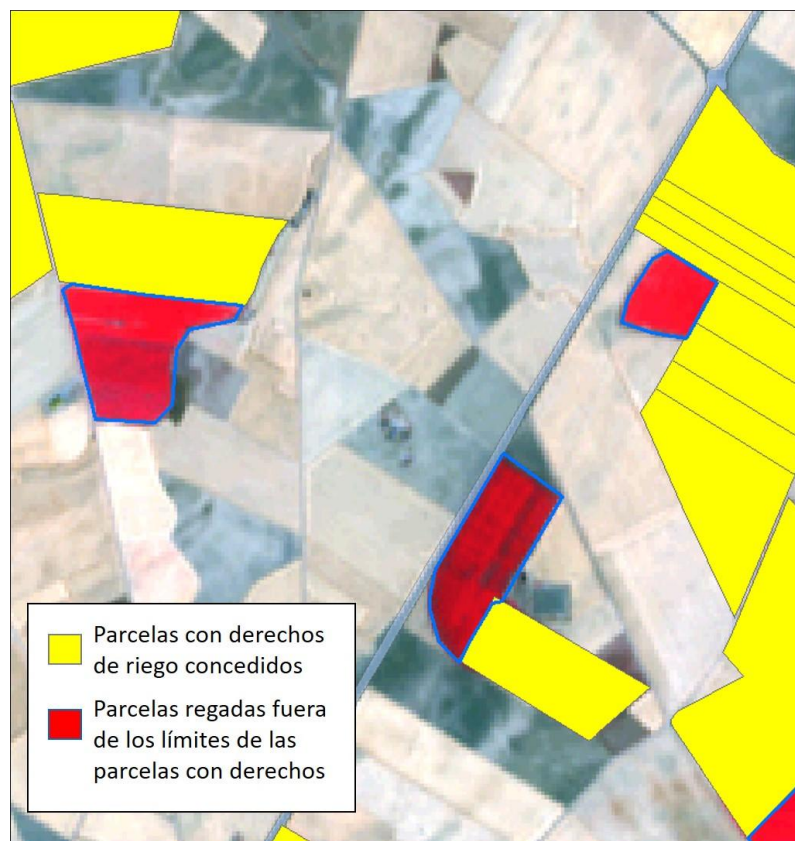 Parcelas con derechos
de riego concedidos
Parcelas regadas fuera
de los límites de las
parcelas con derechos